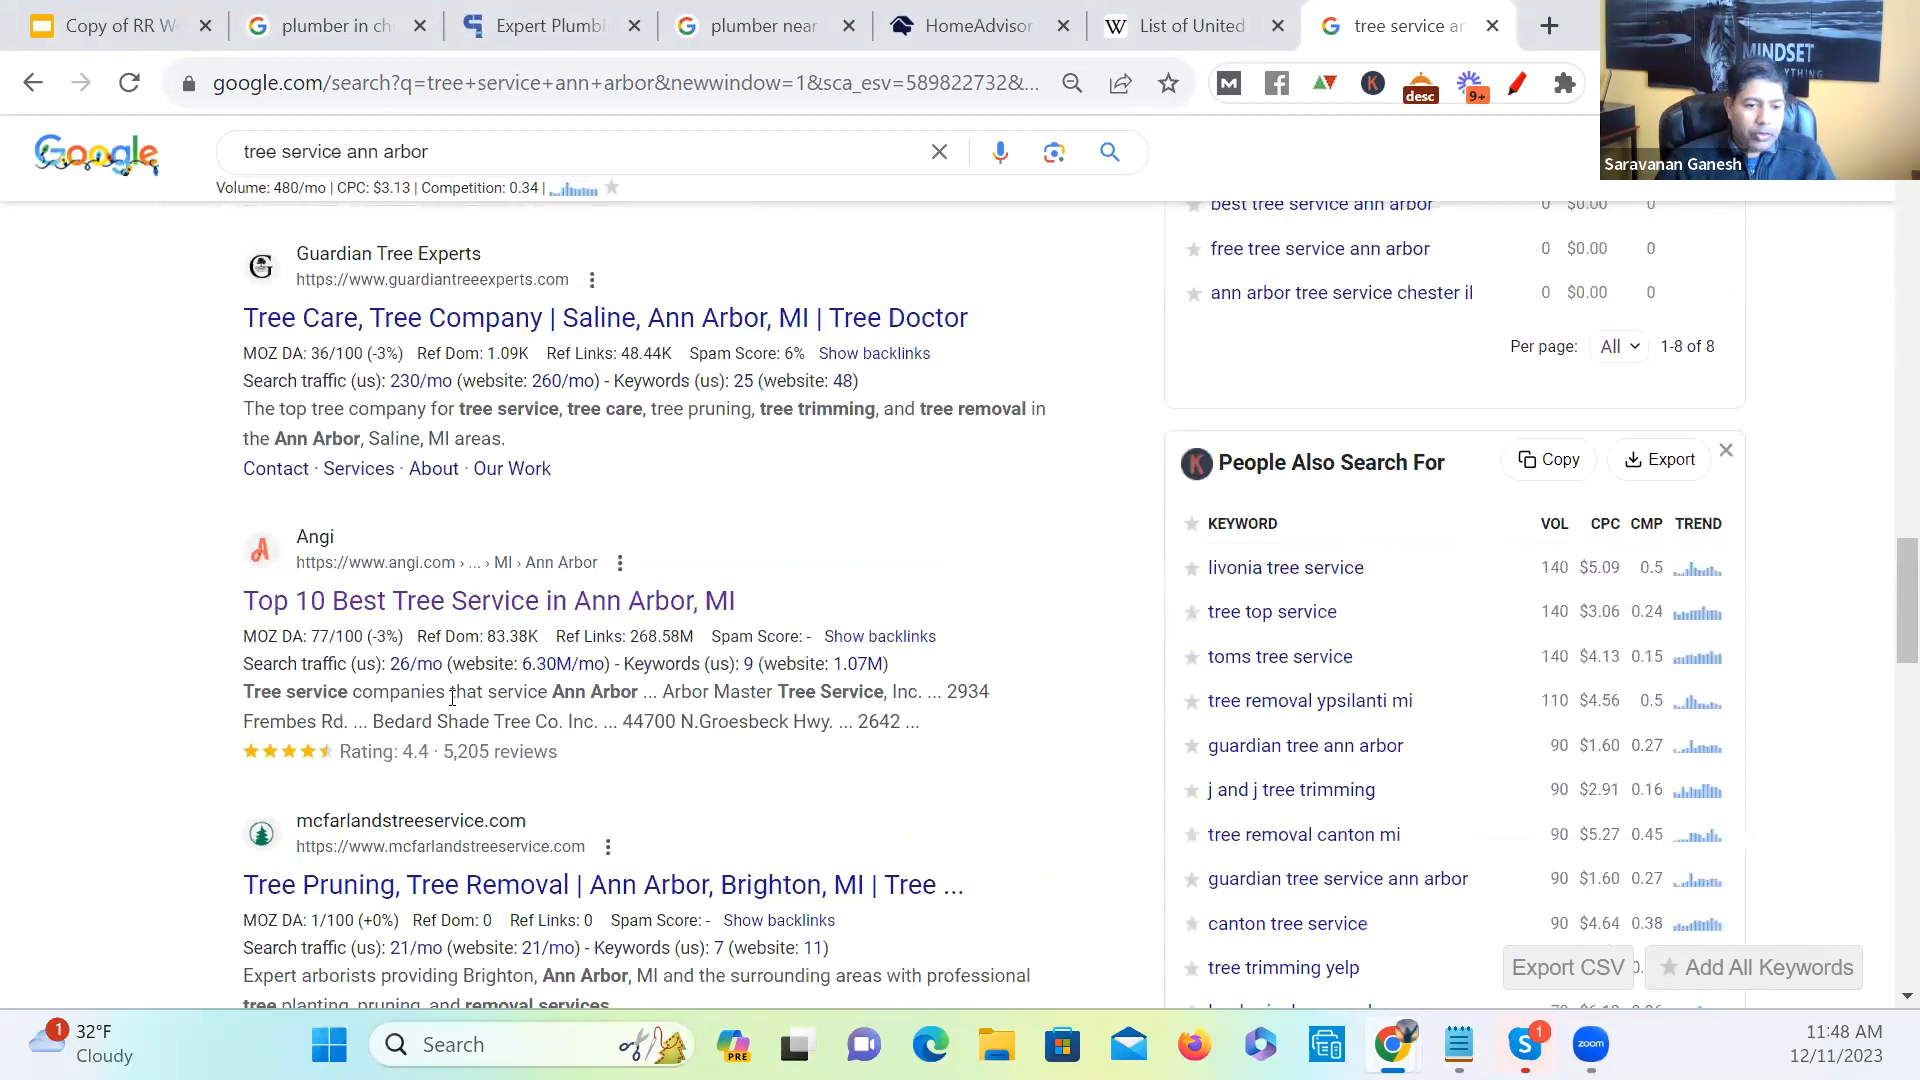 Copy of RR W
plumber in ch
Expert Plumbi
plumber near
HomeAdvisor
List of United
tree service ar
google.com/search?q=tree+service+ann+arbor&newwindow=1&sca_esv=589822732&...
desc
9+
MINDSET
Saravanan Ganesh
Google
tree service ann arbor
Volume: 480/mo | CPC: $3.13 | Competition: 0.34 |
Guardian Tree Experts
https://www.guardiantreeexperts.com
Tree Care, Tree Company | Saline, Ann Arbor, MI | Tree Doctor
MOZ DA: 36/100 (-3%) Ref Dom: 1.09K Ref Links: 48.44K Spam Score: 6% Show backlinks
Search traffic (us): 230/mo (website: 260/mo) - Keywords (us): 25 (website: 48)
The top tree company for tree service, tree care, tree pruning, tree trimming, and tree removal in
the Ann Arbor, Saline, MI areas.
Contact · Services · About · Our Work
Angi
https://www.angi.com › ... › MI › Ann Arbor
Top 10 Best Tree Service in Ann Arbor, MI
MOZ DA: 77/100 (-3%) Ref Dom: 83.38K Ref Links: 268.58M Spam Score: - Show backlinks
Search traffic (us): 26/mo (website: 6.30M/mo) - Keywords (us): 9 (website: 1.07M)
Tree service companies that service Ann Arbor ... Arbor Master Tree Service, Inc. ... 2934
Frembes Rd. ... Bedard Shade Tree Co. Inc. ... 44700 N.Groesbeck Hwy. ... 2642 ...
Rating: 4.4 · 5,205 reviews
mcfarlandstreeservice.com
https://www.mcfarlandstreeservice.com
Tree Pruning, Tree Removal | Ann Arbor, Brighton, MI | Tree ...
MOZ DA: 1/100 (+0%) Ref Dom: 0 Ref Links: 0 Spam Score: - Show backlinks
Search traffic (us): 21/mo (website: 21/mo) - Keywords (us): 7 (website: 11)
Expert arborists providing Brighton, Ann Arbor, MI and the surrounding areas with professional
tree planting, pruning, and removal services.
best tree service ann arbor 0 $0.00 0
free tree service ann arbor 0 $0.00 0
ann arbor tree service chester il 0 $0.00 0
Per page: All 1-8 of 8
People Also Search For Copy Export
KEYWORD VOL CPC CMP TREND
livonia tree service 140 $5.09 0.5
tree top service 140 $3.06 0.24
toms tree service 140 $4.13 0.15
tree removal ypsilanti mi 110 $4.56 0.5
guardian tree ann arbor 90 $1.60 0.27
j and j tree trimming 90 $2.91 0.16
tree removal canton mi 90 $5.27 0.45
guardian tree service ann arbor 90 $1.60 0.27
canton tree service 90 $4.64 0.38
tree trimming yelp
Export CSV
Add All Keywords
1
32°F
Cloudy
Search
PRE
1
zoom
11:48 AM
12/11/2023